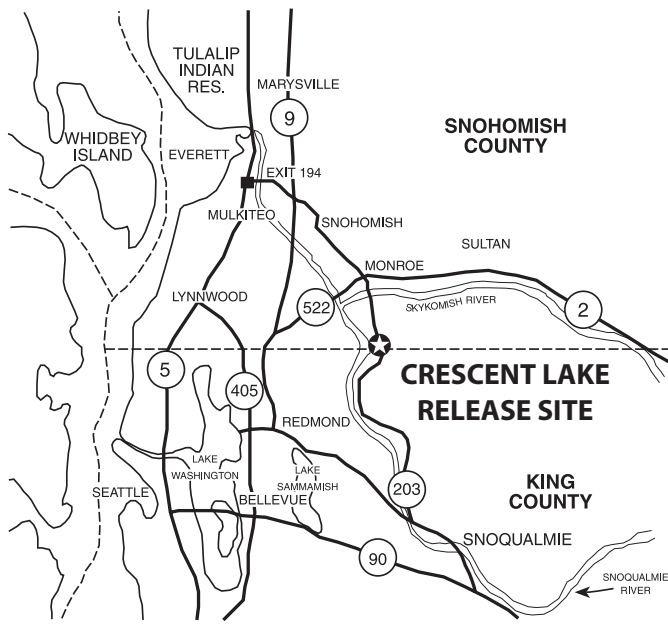 TULALIP
INDIAN
RES.
MARYSVILLE
9
WHIDBEY
ISLAND
EVERETT
SNOHOMISH
COUNTY
EXIT 194
MULKITEO
SNOHOMISH
SULTAN
MONROE
LYNNWOOD
522
SKYKOMISH RIVER
2
5
405
CRESCENT LAKE
RELEASE SITE
REDMOND
LAKE
WASHINGTON
LAKE
SAMMAMISH
SEATTLE
BELLEVUE
203
KING
COUNTY
90
SNOQUALMIE
SNOQUALMIE
RIVER